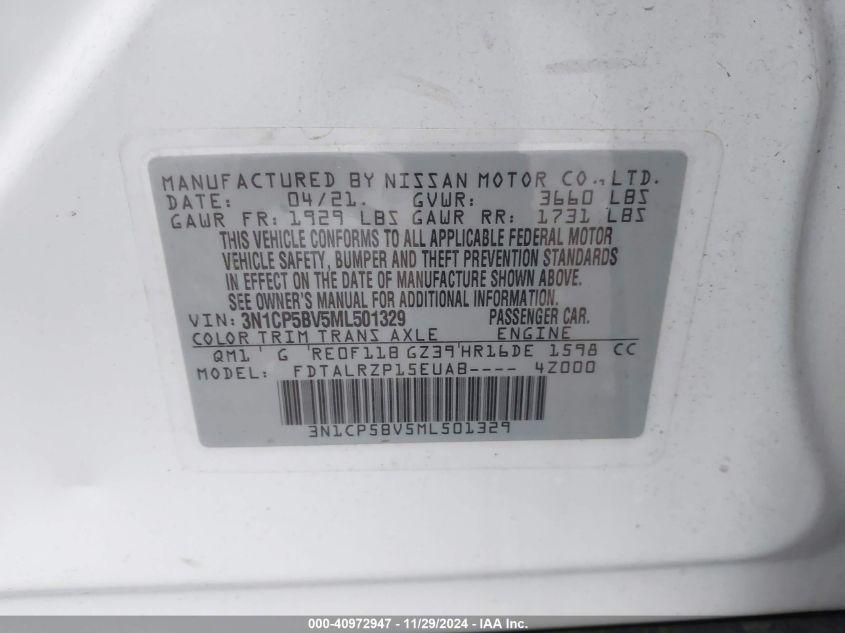 MANUFACTURED BY NISSAN MOTOR CO., LTD.
DATE: 04/21. GVWR: 3660 LBS
GAWR FR: 1929 LBS GAWR RR: 1731 LBS
THIS VEHICLE CONFORMS TO ALL APPLICABLE FEDERAL MOTOR
VEHICLE SAFETY, BUMPER AND THEFT PREVENTION STANDARDS
IN EFFECT ON THE DATE OF MANUFACTURE SHOWN ABOVE.
SEE OWNER'S MANUAL FOR ADDITIONAL INFORMATION.
VIN: 3N1CP5BV5ML501329 PASSENGER CAR.
COLOR TRIM TRANS AXLE ENGINE
QM1 G RE0F11B GZ39 HR16DE 1598 CC
MODEL: FDTALRZP15EUAB---- 4Z000
3N1CP5BV5ML501329
000-40972947 - 11/29/2024 - IAA Inc.